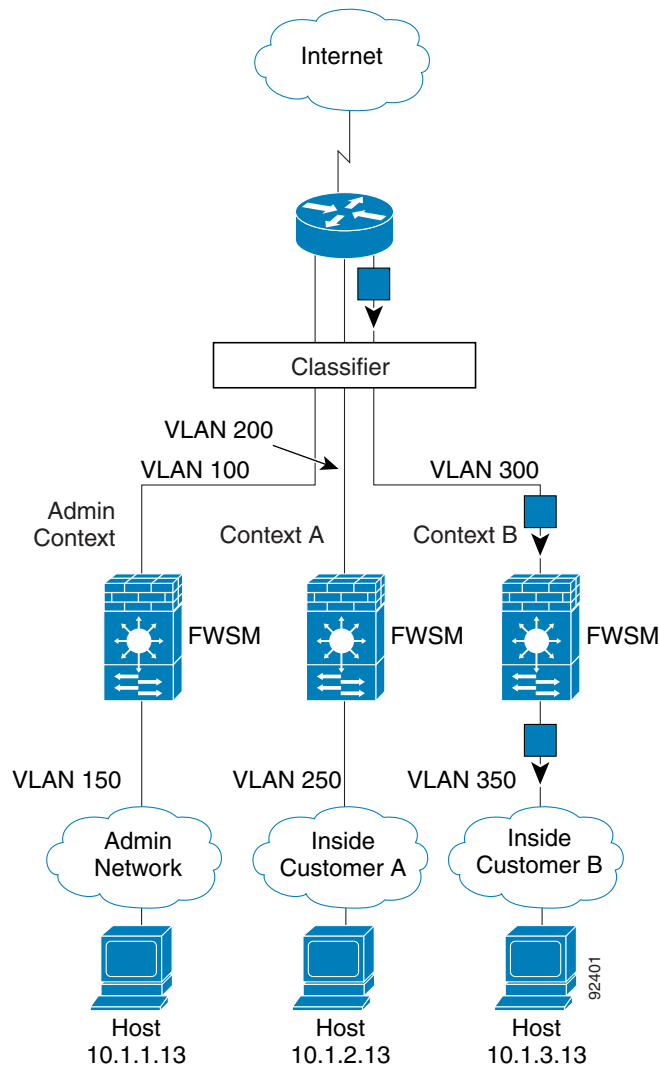 Internet
Classifier
VLAN 200
VLAN 100
VLAN 300
Admin
Context
Context A
Context B
FWSM
FWSM
FWSM
VLAN 150
VLAN 250
VLAN 350
Admin
Network
Inside
Customer A
Inside
Customer B
92401
Host
10.1.1.13
Host
10.1.2.13
Host
10.1.3.13